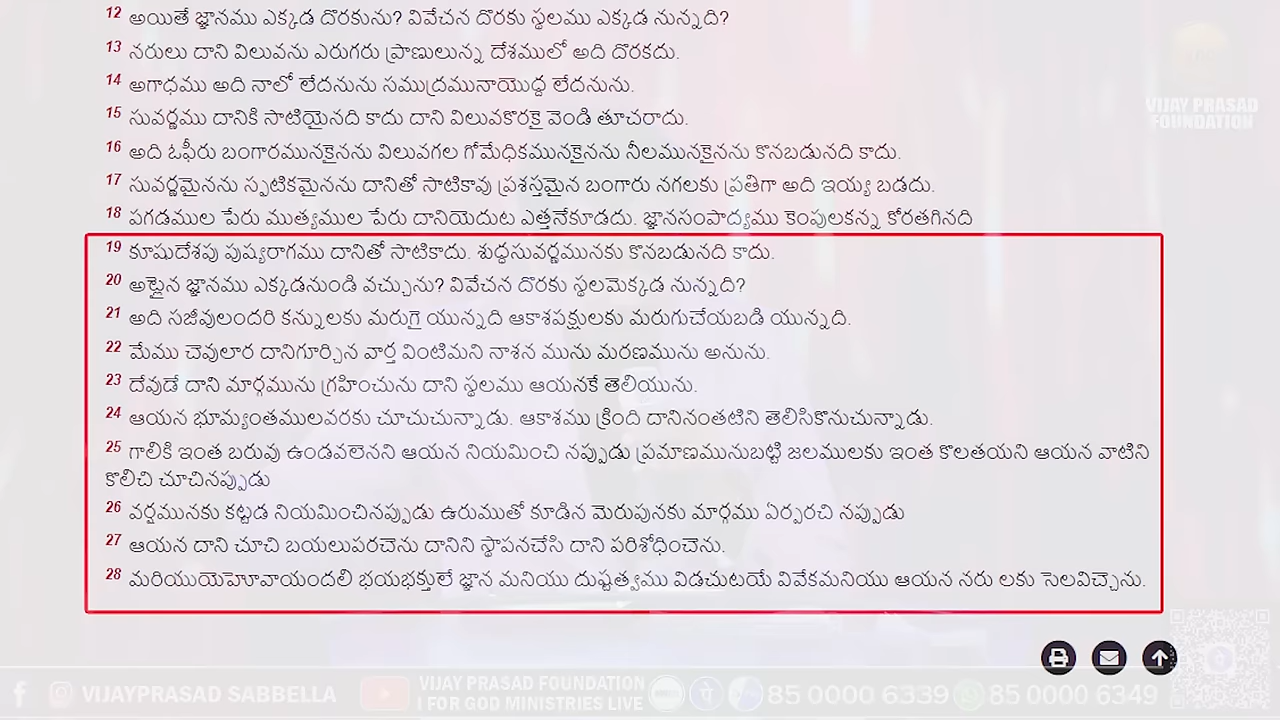 12 అయితే జ్ఞానము ఎక్కడ దొరకును? వివేచన దొరకు స్థలము ఎక్కడ నున్నది?
13 నరులు దాని విలువను ఎరుగరు ప్రాణులున్న దేశములో అది దొరకదు.
14 అగాధము అది నాలో లేదనును సముద్రమునాయొద్ద లేదనును.
15 సువర్ణము దానికి సాటియైనది కాదు దాని విలువకొరకై వెండి తూచరాదు.
16 అది ఓఫీరు బంగారమునకైనను విలువగల గోమేధికమునకైనను నీలమునకైనను కొనబడునది కాదు.
17 సువర్ణమైనను స్ఫటికమైనను దానితో సాటికావు ప్రశస్తమైన బంగారు నగలకు ప్రతిగా అది ఇయ్య బడదు.
18 పగడముల పేరు ముత్యముల పేరు దానియెదుట ఎత్తనేకూడదు. జ్ఞానసంపాద్యము కెంపులకన్న కోరతగినది
19 కూషుదేశపు పుష్యరాగము దానితో సాటికాదు. శుద్ధసువర్ణమునకు కొనబడునది కాదు.
20 అట్లైన జ్ఞానము ఎక్కడనుండి వచ్చును? వివేచన దొరకు స్థలమెక్కడ నున్నది?
21 అది సజీవులందరి కన్నులకు మరుగై యున్నది ఆకాశపక్షులకు మరుగుచేయబడి యున్నది.
22 మేము చెవులార దానిగూర్చిన వార్త వింటిమని నాశన మును మరణమును అనును.
23 దేవుడే దాని మార్గమును గ్రహించును దాని స్థలము ఆయనకే తెలియును.
24 ఆయన భూమ్యంతములవరకు చూచుచున్నాడు. ఆకాశము క్రింది దానినంతటిని తెలిసికొనుచున్నాడు.
25 గాలికి ఇంత బరువు ఉండవలెనని ఆయన నియమించి నప్పుడు ప్రమాణమునుబట్టి జలములకు ఇంత కొలతయని ఆయన వాటిని
కొలిచి చూచినప్పుడు
26 వర్షమునకు కట్టడ నియమించినప్పుడు ఉరుముతో కూడిన మెరుపునకు మార్గము ఏర్పరచి నప్పుడు
27 ఆయన దాని చూచి బయలుపరచెను దానిని స్థాపనచేసి దాని పరిశోధించెను.
28 మరియుయెహోవాయందలి భయభక్తులే జ్ఞాన మనియు దుష్టత్వము విడచుటయే వివేకమనియు ఆయన నరు లకు సెలవిచ్చెను.
VIJAY PRASAD
FOUNDATION
VIJAYPRASAD SABBELLA
VIJAY PRASAD FOUNDATION
I FOR GOD MINISTRIES LIVE
85 0000 6339
85 0000 6349